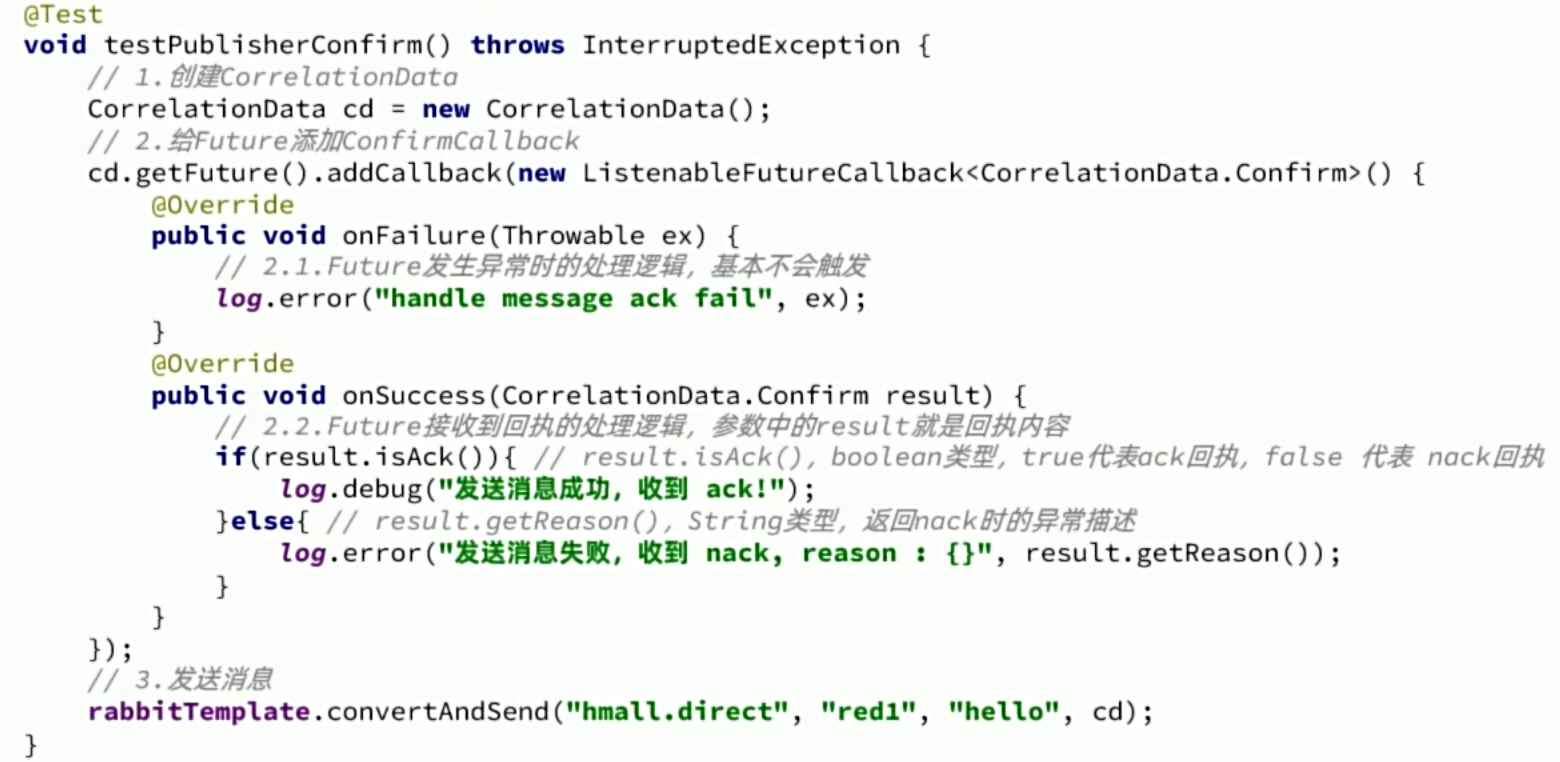 @Test
void testPublisherConfirm() throws InterruptedException {
    // 1.创建CorrelationData
    CorrelationData cd = new CorrelationData();
    // 2.给Future添加ConfirmCallback
    cd.getFuture().addCallback(new ListenableFutureCallback<CorrelationData.Confirm>() {
        @Override
        public void onFailure(Throwable ex) {
            // 2.1.Future发生异常时的处理逻辑，基本不会触发
            log.error("handle message ack fail", ex);
        }
        @Override
        public void onSuccess(CorrelationData.Confirm result) {
            // 2.2.Future接收到回执的处理逻辑，参数中的result就是回执内容
            if(result.isAck()){ // result.isAck()，boolean类型，true代表ack回执，false 代表 nack回执
                log.debug("发送消息成功，收到 ack!");
            }else{ // result.getReason()，String类型，返回nack时的异常描述
                log.error("发送消息失败，收到 nack, reason : {}", result.getReason());
            }
        }
    });
    // 3.发送消息
    rabbitTemplate.convertAndSend("hmall.direct", "red1", "hello", cd);
}